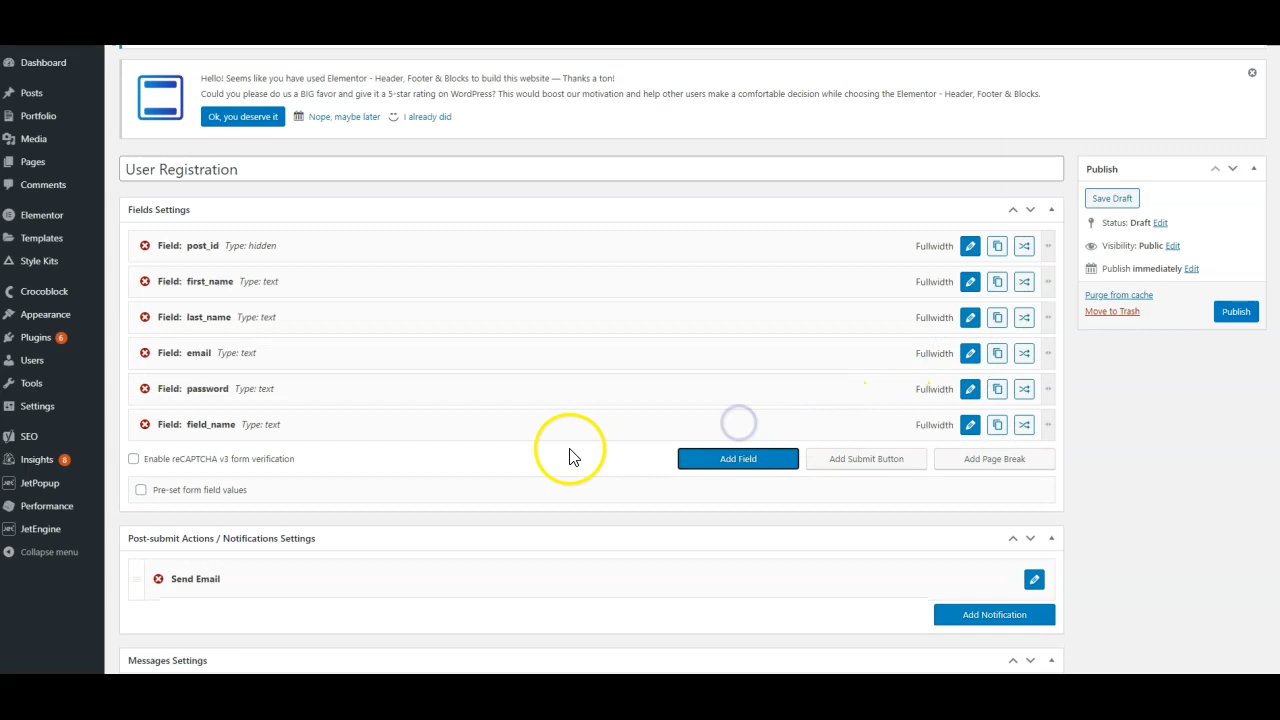 Dashboard
Posts
Portfolio
Media
Pages
Comments
Elementor
Templates
Style Kits
Crocoblock
Appearance
Plugins 6
Users
Tools
Settings
SEO
Insights 8
JetPopup
Performance
JetEngine
Collapse menu
Hello! Seems like you have used Elementor - Header, Footer & Blocks to build this website — Thanks a ton!
Could you please do us a BIG favor and give it a 5-star rating on WordPress? This would boost our motivation and help other users make a comfortable decision while choosing the Elementor - Header, Footer & Blocks.
Ok, you deserve it Nope, maybe later I already did
User Registration
Fields Settings
Field: post_id Type: hidden Fullwidth
Field: first_name Type: text Fullwidth
Field: last_name Type: text Fullwidth
Field: email Type: text Fullwidth
Field: password Type: text Fullwidth
Field: field_name Type: text Fullwidth
Enable reCAPTCHA v3 form verification Add Field Add Submit Button Add Page Break
Pre-set form field values
Post-submit Actions / Notifications Settings
Send Email
Add Notification
Messages Settings
Publish
Save Draft
Status: Draft Edit
Visibility: Public Edit
Publish immediately Edit
Purge from cache
Move to Trash
Publish